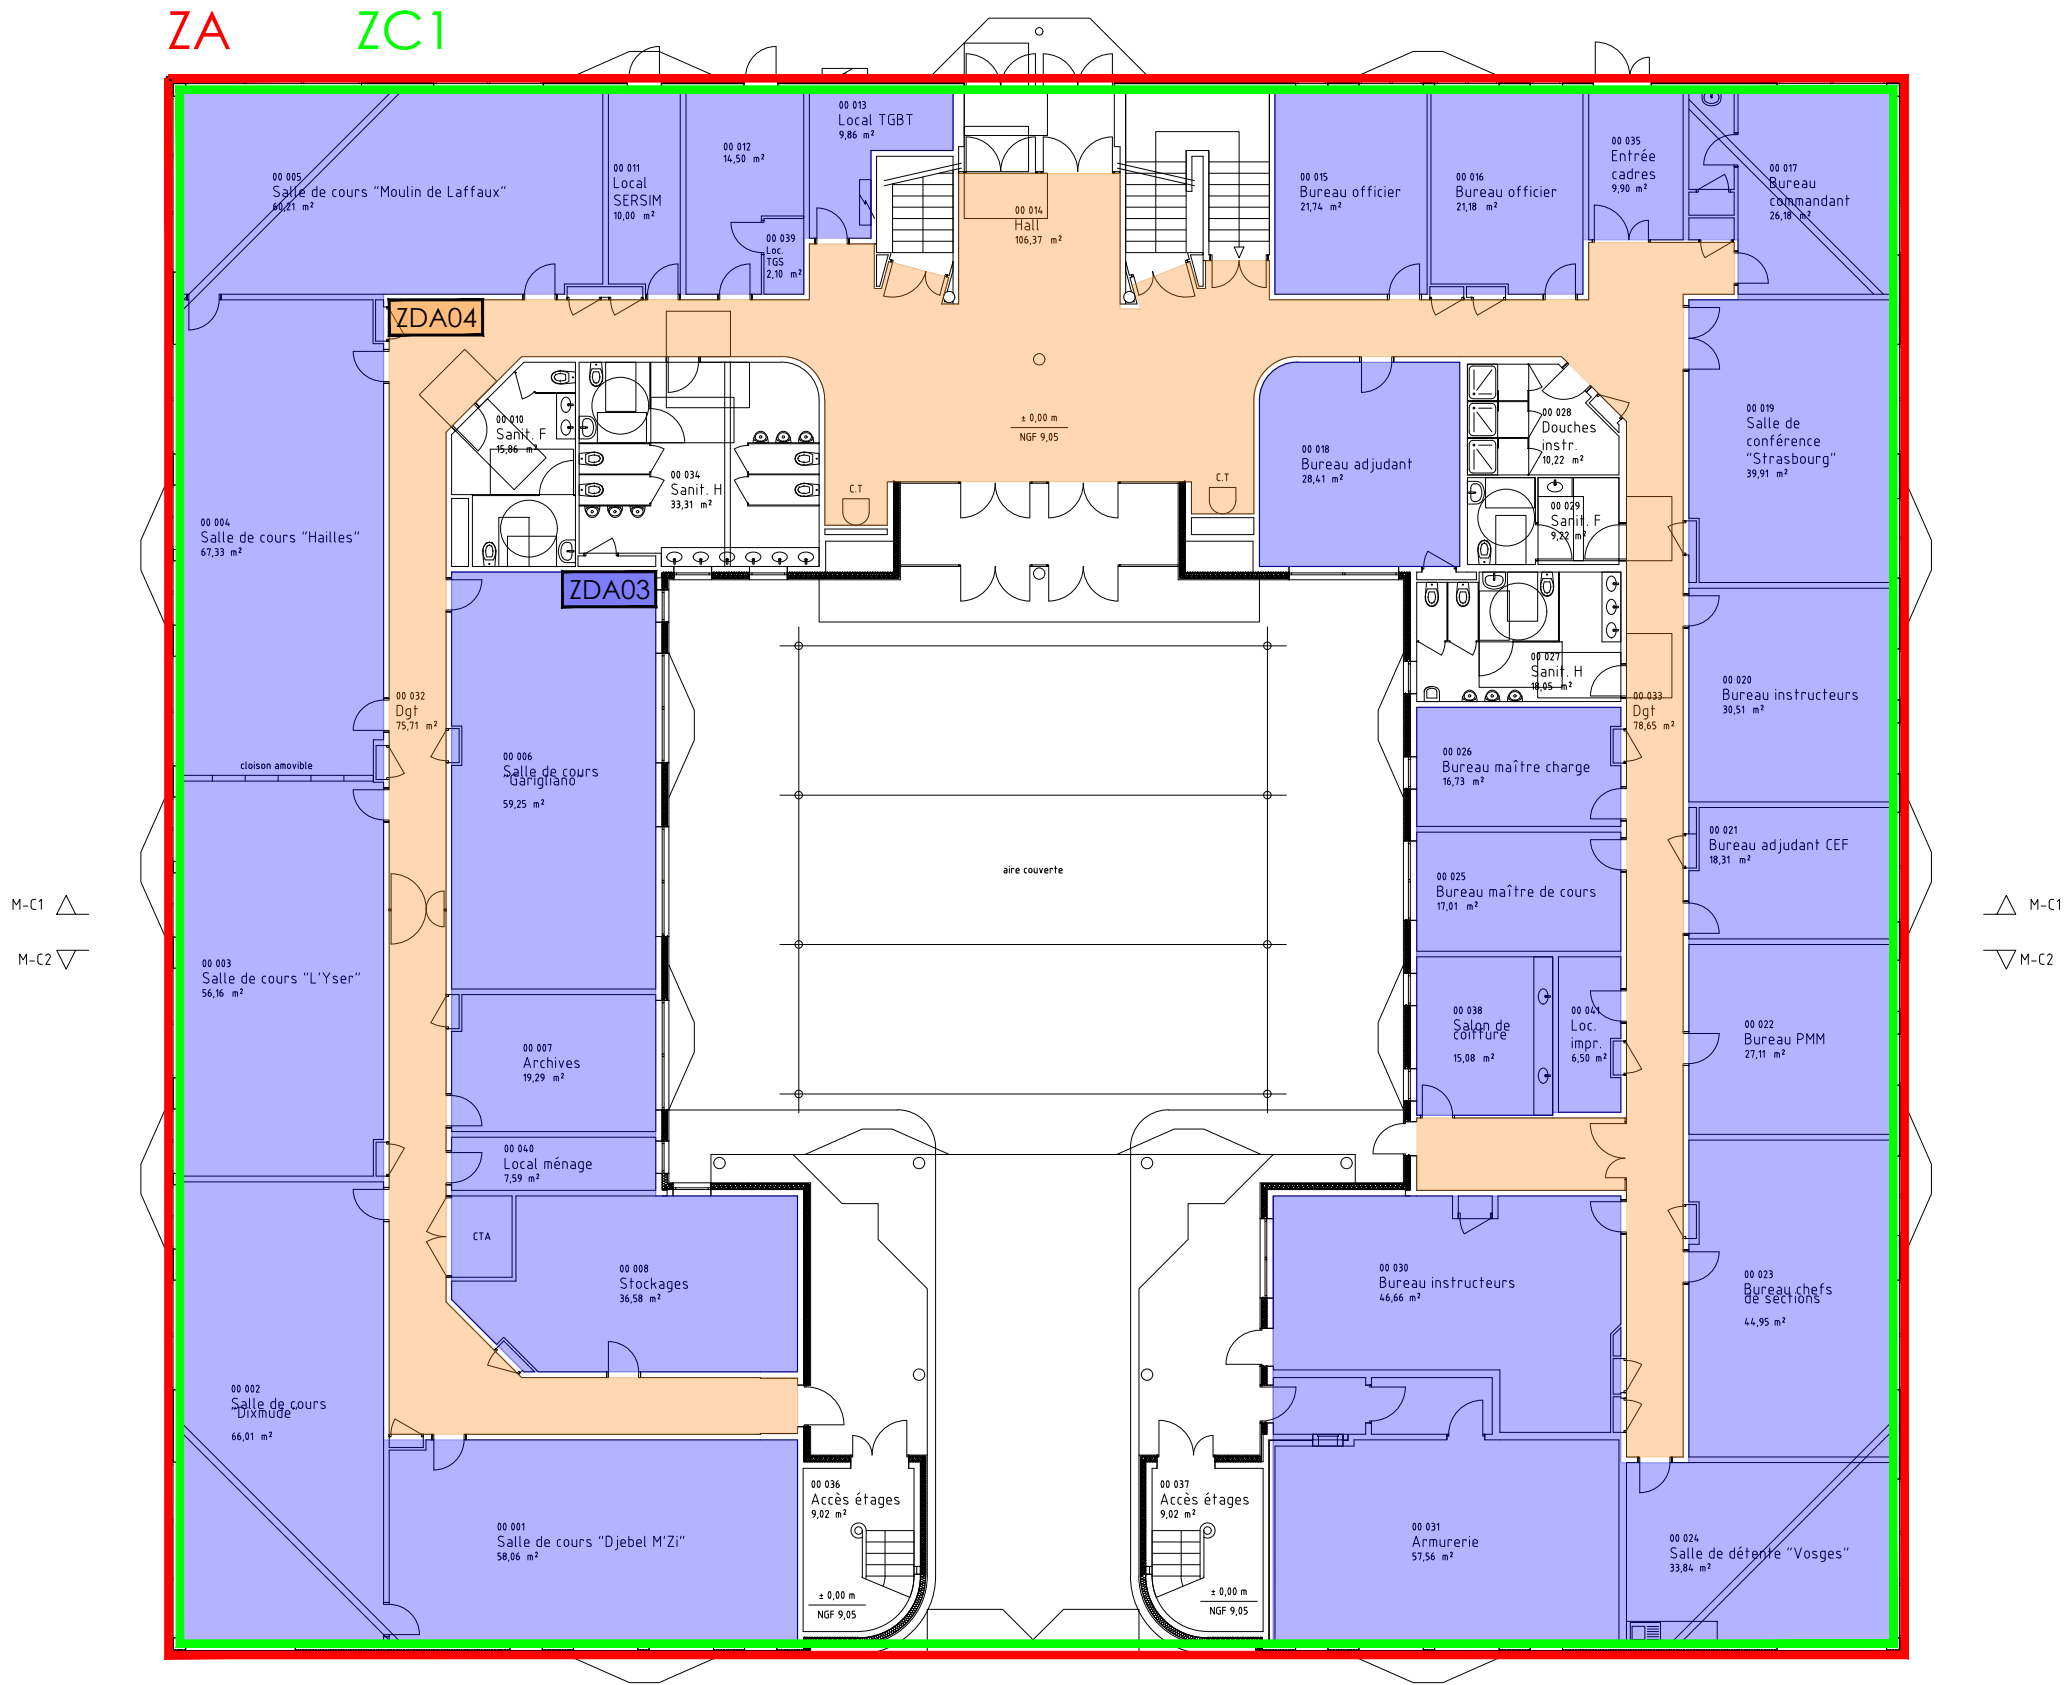 ZA
ZC1
00 005
Salle de cours "Moulin de Laffaux"
60,21 m²
00 011
Local
SERSIM
10,00 m²
00 012
14,50 m²
00 039
Loc.
TGS
2,10 m²
00 013
Local TGBT
9,86 m²
00 014
Hall
106,37 m²
00 015
Bureau officier
21,74 m²
00 016
Bureau officier
21,18 m²
00 035
Entrée
cadres
9,90 m²
00 017
Bureau
commandant
26,18 m²
ZDA04
00 010
Sanit. F
15,86 m²
00 034
Sanit. H
33,31 m²
± 0,00 m
NGF 9,05
C.T
C.T
00 018
Bureau adjudant
28,41 m²
00 028
Douches
instr.
10,22 m²
00 029
Sanit. F
9,22 m²
00 019
Salle de
conférence
"Strasbourg"
39,91 m²
00 004
Salle de cours "Hailles"
67,33 m²
ZDA03
00 027
Sanit. H
18,05 m²
00 032
Dgt
75,71 m²
00 033
Dgt
78,65 m²
00 020
Bureau instructeurs
30,51 m²
cloison amovible
00 006
Salle de cours
"Garigliano"
59,25 m²
00 026
Bureau maître charge
16,73 m²
00 021
Bureau adjudant CEF
18,31 m²
aire couverte
00 025
Bureau maître de cours
17,01 m²
M-C1
M-C2
M-C1
M-C2
00 003
Salle de cours "L'Yser"
56,16 m²
00 007
Archives
19,29 m²
00 038
Salon de
coiffure
15,08 m²
00 041
Loc.
impr.
6,50 m²
00 022
Bureau PMM
27,11 m²
00 040
Local ménage
7,59 m²
CTA
00 008
Stockages
36,58 m²
00 030
Bureau instructeurs
46,66 m²
00 023
Bureau chefs
de sections
44,95 m²
00 002
Salle de cours
"Dixmude"
66,01 m²
00 001
Salle de cours "Djebel M'Zi"
58,06 m²
00 036
Accès étages
9,02 m²
± 0,00 m
NGF 9,05
00 037
Accès étages
9,02 m²
± 0,00 m
NGF 9,05
00 031
Armurerie
57,56 m²
00 024
Salle de détente "Vosges"
33,84 m²